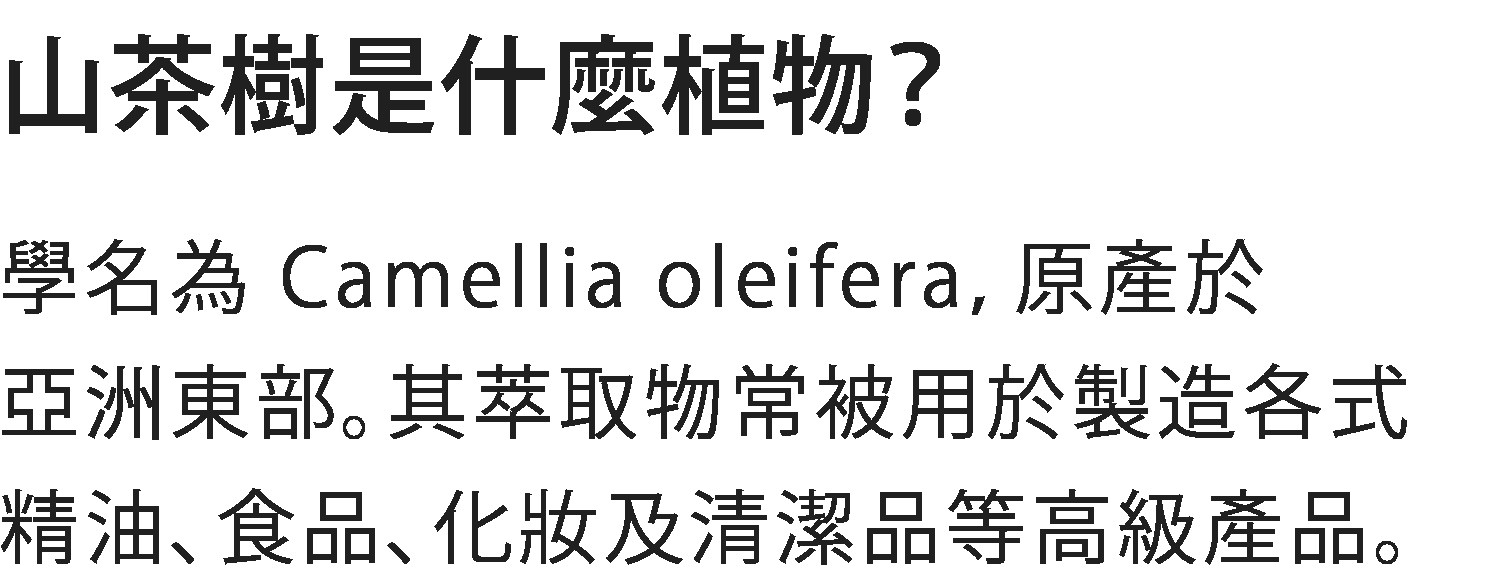 山茶樹是什麼植物？
學名為 Camellia oleifera, 原產於
亞洲東部。其萃取物常被用於製造各式
精油、食品、化妝及清潔品等高級產品。